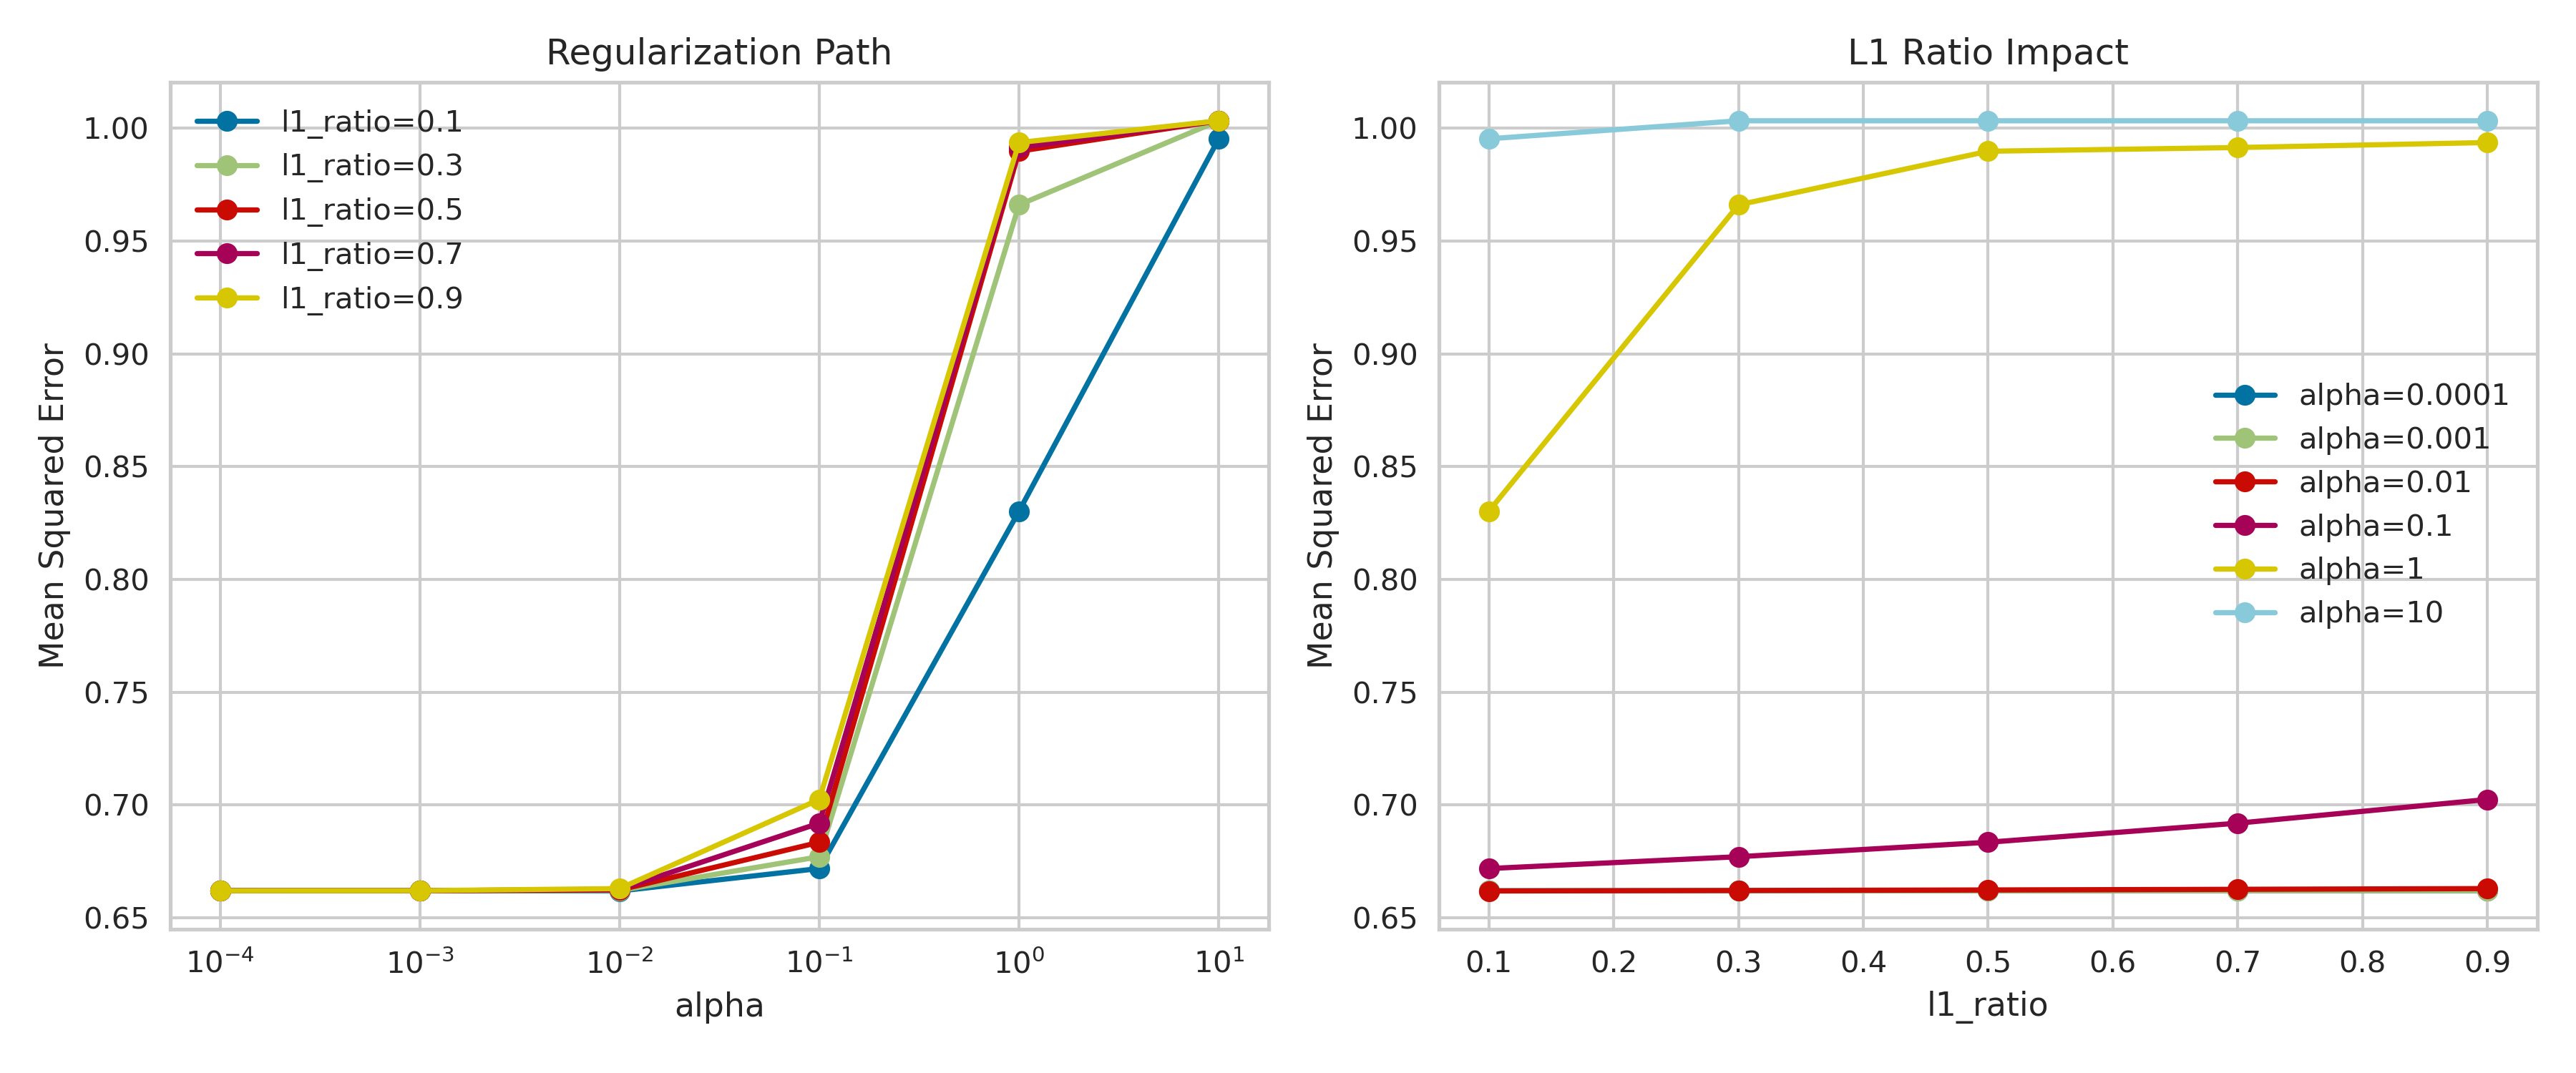 Regularization Path
l1_ratio=0.1
l1_ratio=0.3
l1_ratio=0.5
l1_ratio=0.7
l1_ratio=0.9
Mean Squared Error
1.00
0.95
0.90
0.85
0.80
0.75
0.70
0.65
10⁻⁴ 10⁻³ 10⁻² 10⁻¹ 10⁰ 10¹
alpha
L1 Ratio Impact
Mean Squared Error
1.00
0.95
0.90
0.85
0.80
0.75
0.70
0.65
alpha=0.0001
alpha=0.001
alpha=0.01
alpha=0.1
alpha=1
alpha=10
0.1 0.2 0.3 0.4 0.5 0.6 0.7 0.8 0.9
l1_ratio